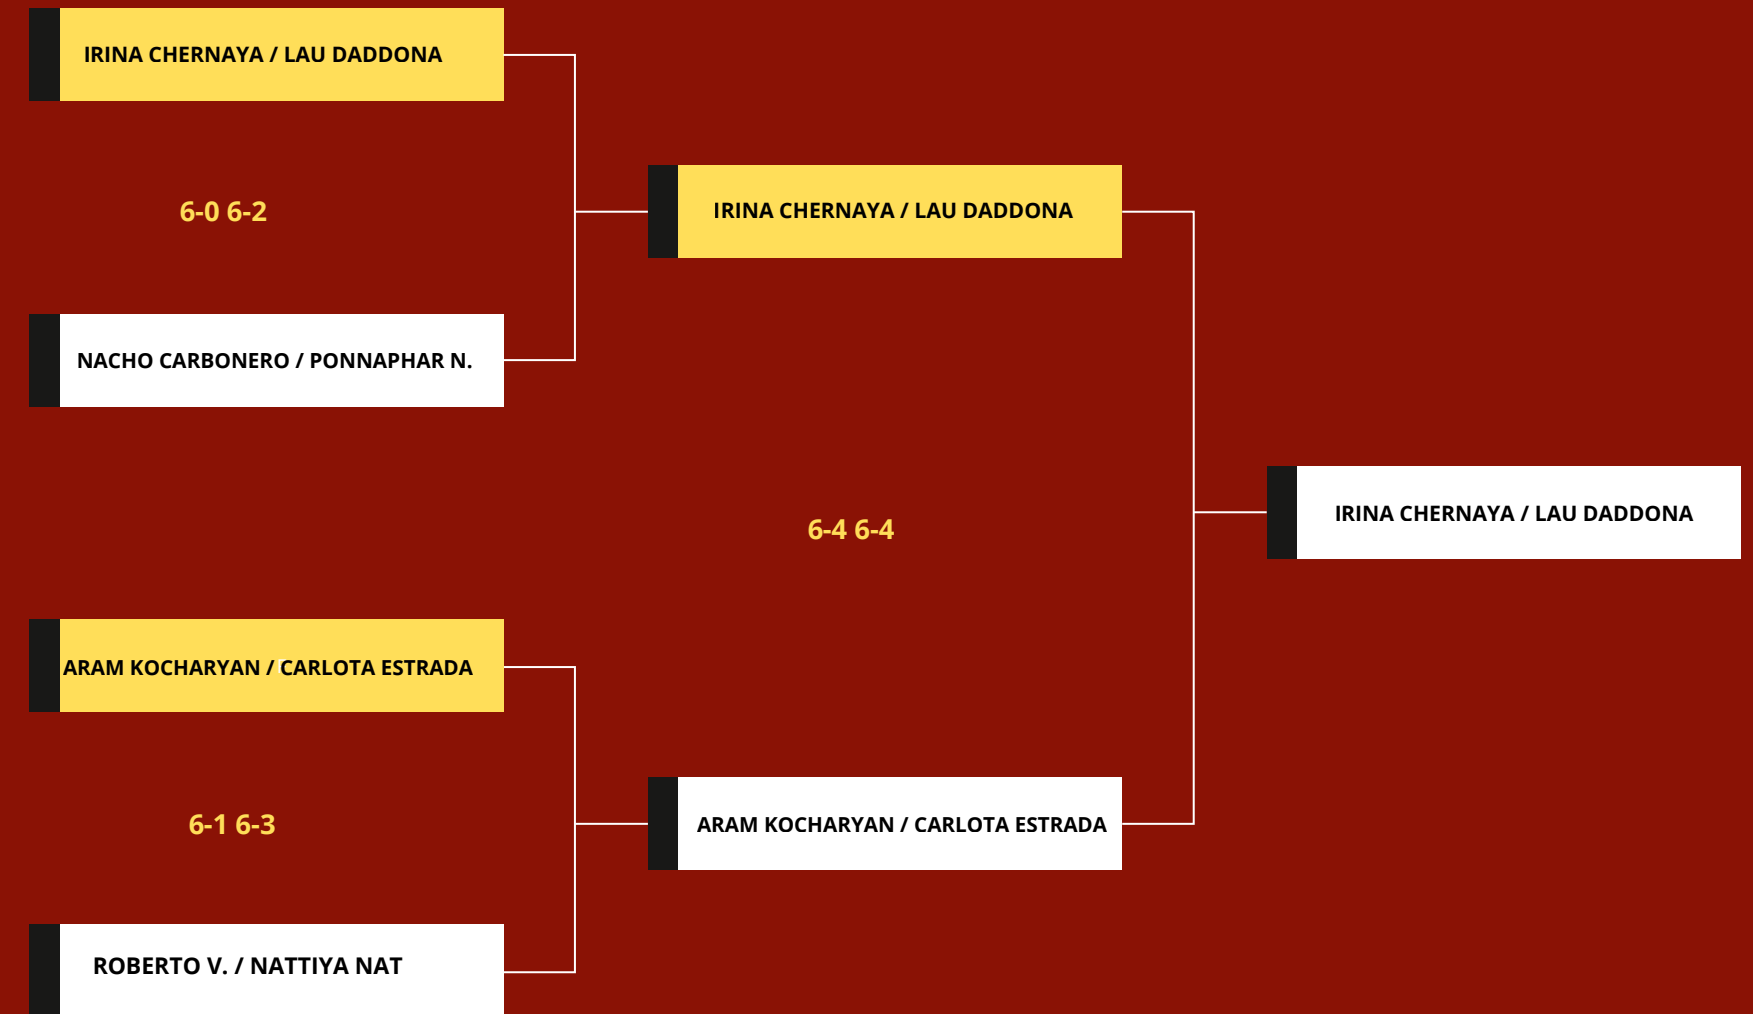 IRINA CHERNAYA / LAU DADDONA
6-0 6-2
IRINA CHERNAYA / LAU DADDONA
NACHO CARBONERO / PONNAPHAR N.
IRINA CHERNAYA / LAU DADDONA
6-4 6-4
ARAM KOCHARYAN / CARLOTA ESTRADA
6-1 6-3
ARAM KOCHARYAN / CARLOTA ESTRADA
ROBERTO V. / NATTIYA NAT